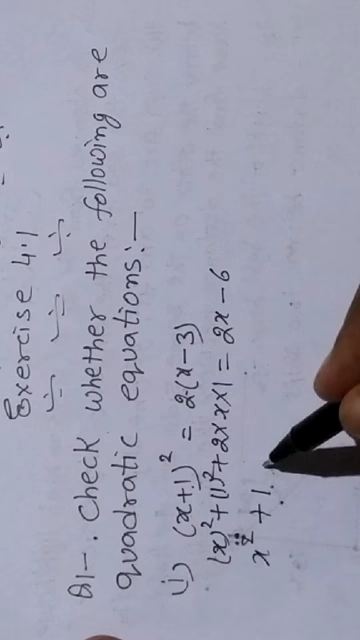 Exercise 4.1
Q1-. Check whether the following are
quadratic equations:-
i) (x+1)² = 2(x-3)
(x)²+(1)²+2×x×1 = 2x-6
x²+1